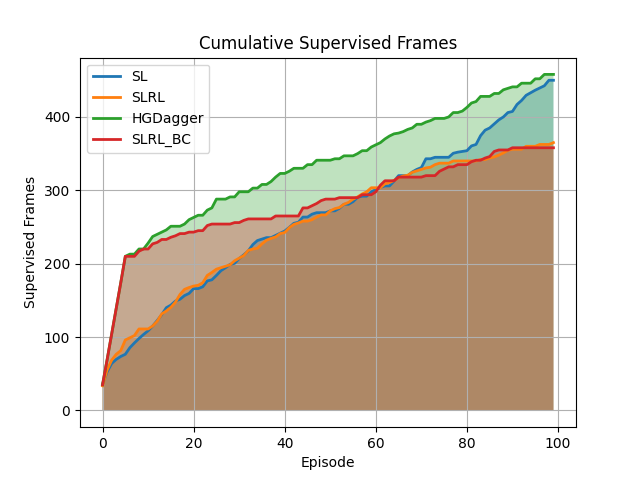 Cumulative Supervised Frames
SL
SLRL
HGDagger
SLRL_BC
Supervised Frames
400
300
200
100
0
0 20 40 60 80 100
Episode